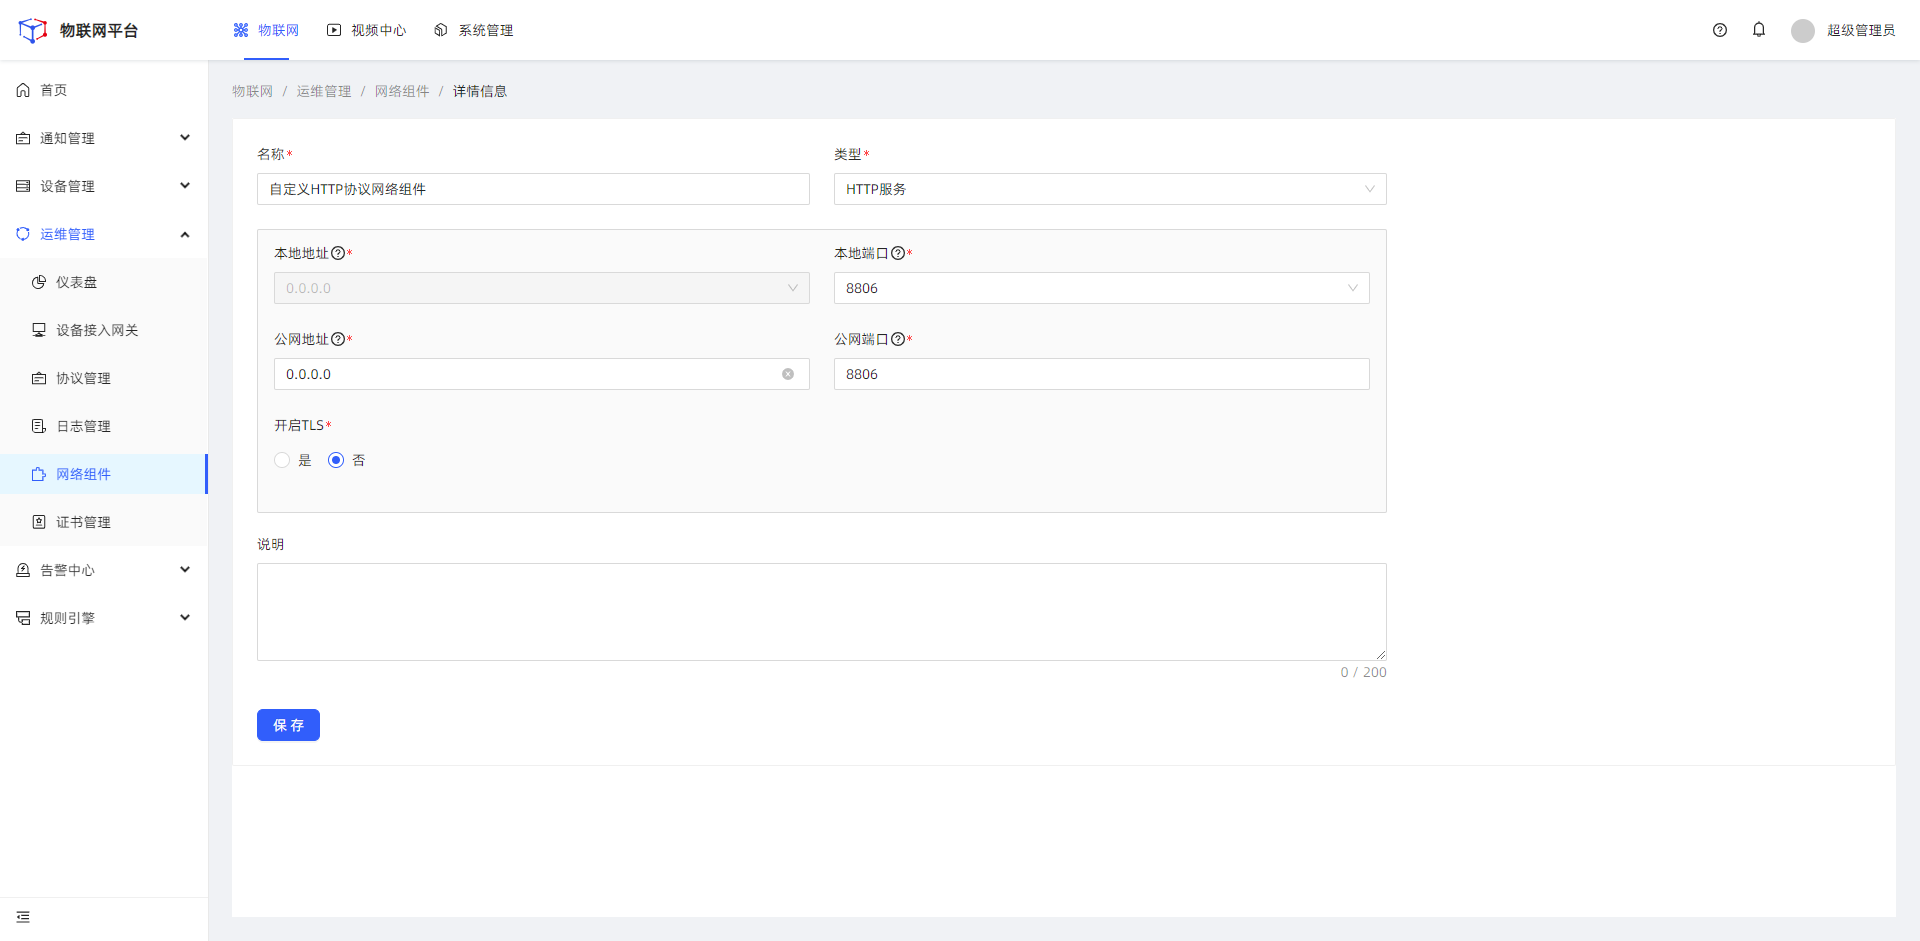 物联网平台
物联网 视频中心 系统管理
超级管理员
首页
通知管理
设备管理
运维管理
仪表盘
设备接入网关
协议管理
日志管理
网络组件
证书管理
告警中心
规则引擎
物联网 / 运维管理 / 网络组件 / 详情信息
名称* 类型*
自定义HTTP协议网络组件 HTTP服务
本地地址* 本地端口*
0.0.0.0 8806
公网地址* 公网端口*
0.0.0.0 8806
开启TLS*
是 否
说明
0 / 200
保 存